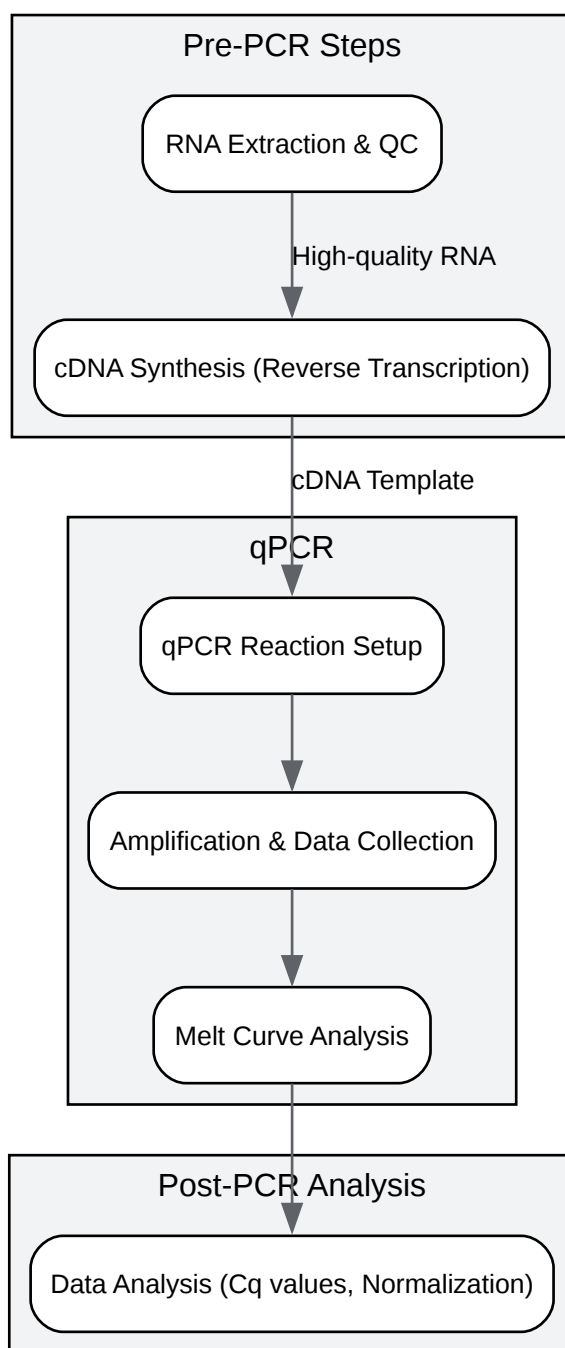 Pre-PCR Steps
RNA Extraction & QC
High-quality RNA
cDNA Synthesis (Reverse Transcription)
cDNA Template
qPCR
qPCR Reaction Setup
Amplification & Data Collection
Melt Curve Analysis
Post-PCR Analysis
Data Analysis (Cq values, Normalization)